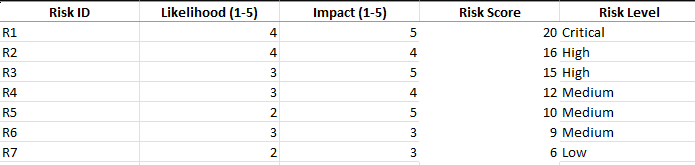 Risk ID Likelihood (1-5) Impact (1-5) Risk Score Risk Level
R1 4 5 20 Critical
R2 4 4 16 High
R3 3 5 15 High
R4 3 4 12 Medium
R5 2 5 10 Medium
R6 3 3 9 Medium
R7 2 3 6 Low